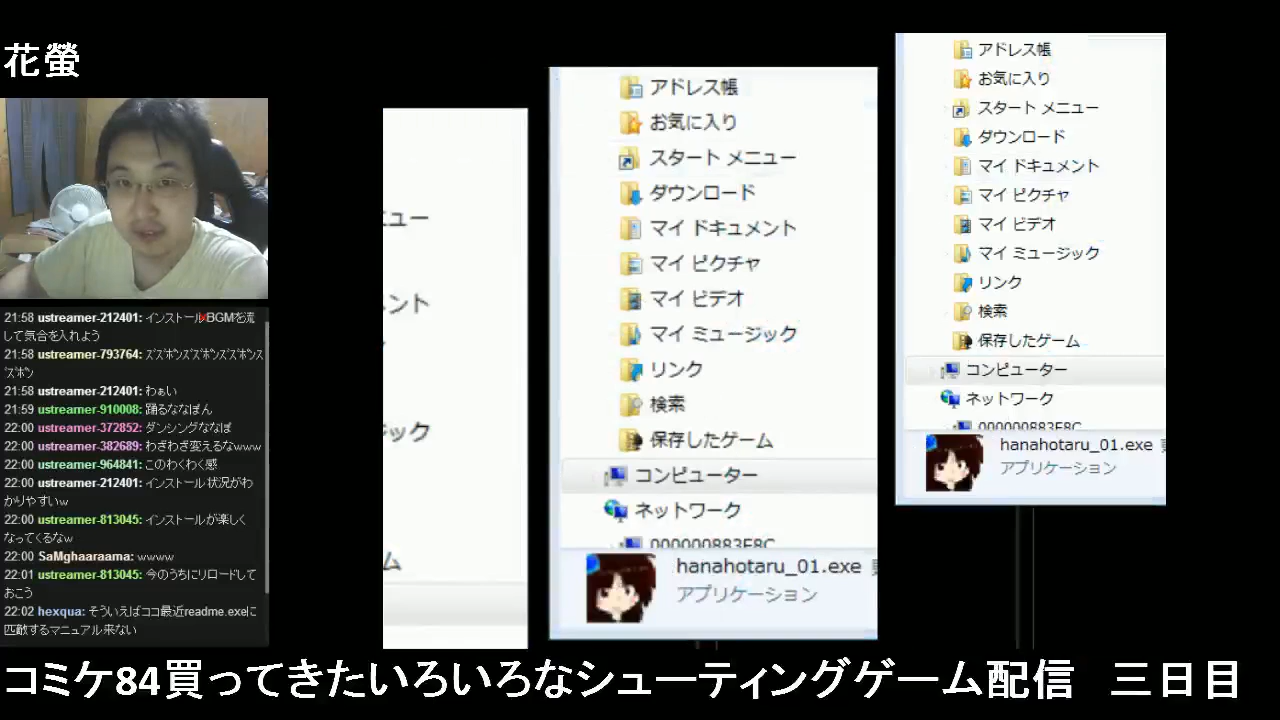 花螢
21:58 ustreamer-212401: インストールBGMを流
して気合を入れよう
21:58 ustreamer-793764: ズズボンズズボンズズボンズ
ズボン
21:58 ustreamer-212401: わぁい
21:59 ustreamer-910008: 踊るななぽん
22:00 ustreamer-372852: ダンシングななぽ
22:00 ustreamer-382689: わざわざ変えるなwww
22:00 ustreamer-964841: このわくわく感
22:00 ustreamer-212401: インストール状況がわ
かりやすいw
22:00 ustreamer-813045: インストールが楽しく
なってくるなw
22:00 SaMghaaraama: wwww
22:01 ustreamer-813045: 今のうちにリロードして
おこう
22:02 hexqua: そういえばココ最近readme.exeに
匹敵するマニュアル来ない
ニュー
ント
ジック
ム
アドレス帳
お気に入り
スタート メニュー
ダウンロード
マイ ドキュメント
マイ ピクチャ
マイ ビデオ
マイ ミュージック
リンク
検索
保存したゲーム
コンピューター
ネットワーク
000000883F8C
hanahotaru_01.exe
アプリケーション
アドレス帳
お気に入り
スタート メニュー
ダウンロード
マイ ドキュメント
マイ ピクチャ
マイ ビデオ
マイ ミュージック
リンク
検索
保存したゲーム
コンピューター
ネットワーク
000000883F8C
hanahotaru_01.exe
アプリケーション
コミケ84買ってきたいろいろなシューティングゲーム配信 三日目